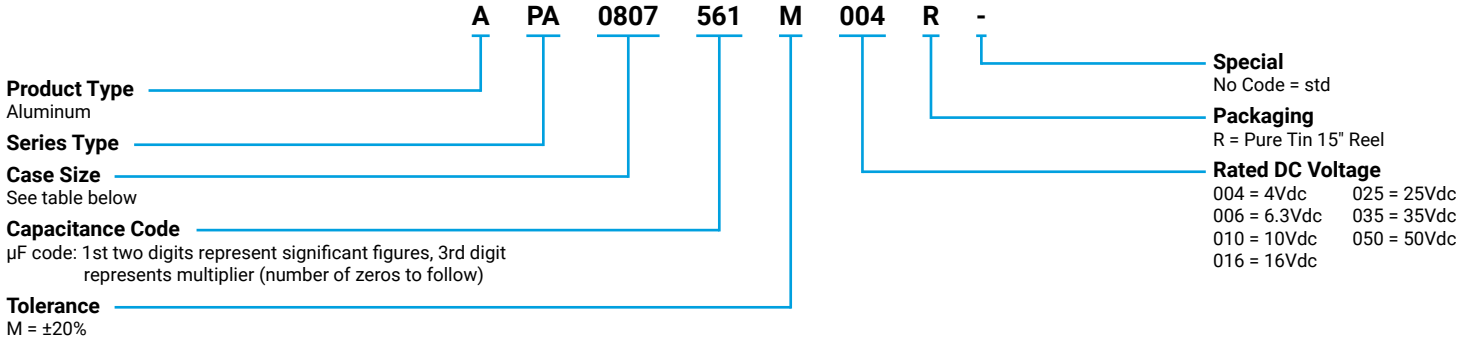 A PA 0807 561 M 004 R -
Product Type
Aluminum
Series Type
Case Size
See table below
Capacitance Code
µF code: 1st two digits represent significant figures, 3rd digit
represents multiplier (number of zeros to follow)
Tolerance
M = ±20%
Special
No Code = std
Packaging
R = Pure Tin 15" Reel
Rated DC Voltage
004 = 4Vdc 025 = 25Vdc
006 = 6.3Vdc 035 = 35Vdc
010 = 10Vdc 050 = 50Vdc
016 = 16Vdc